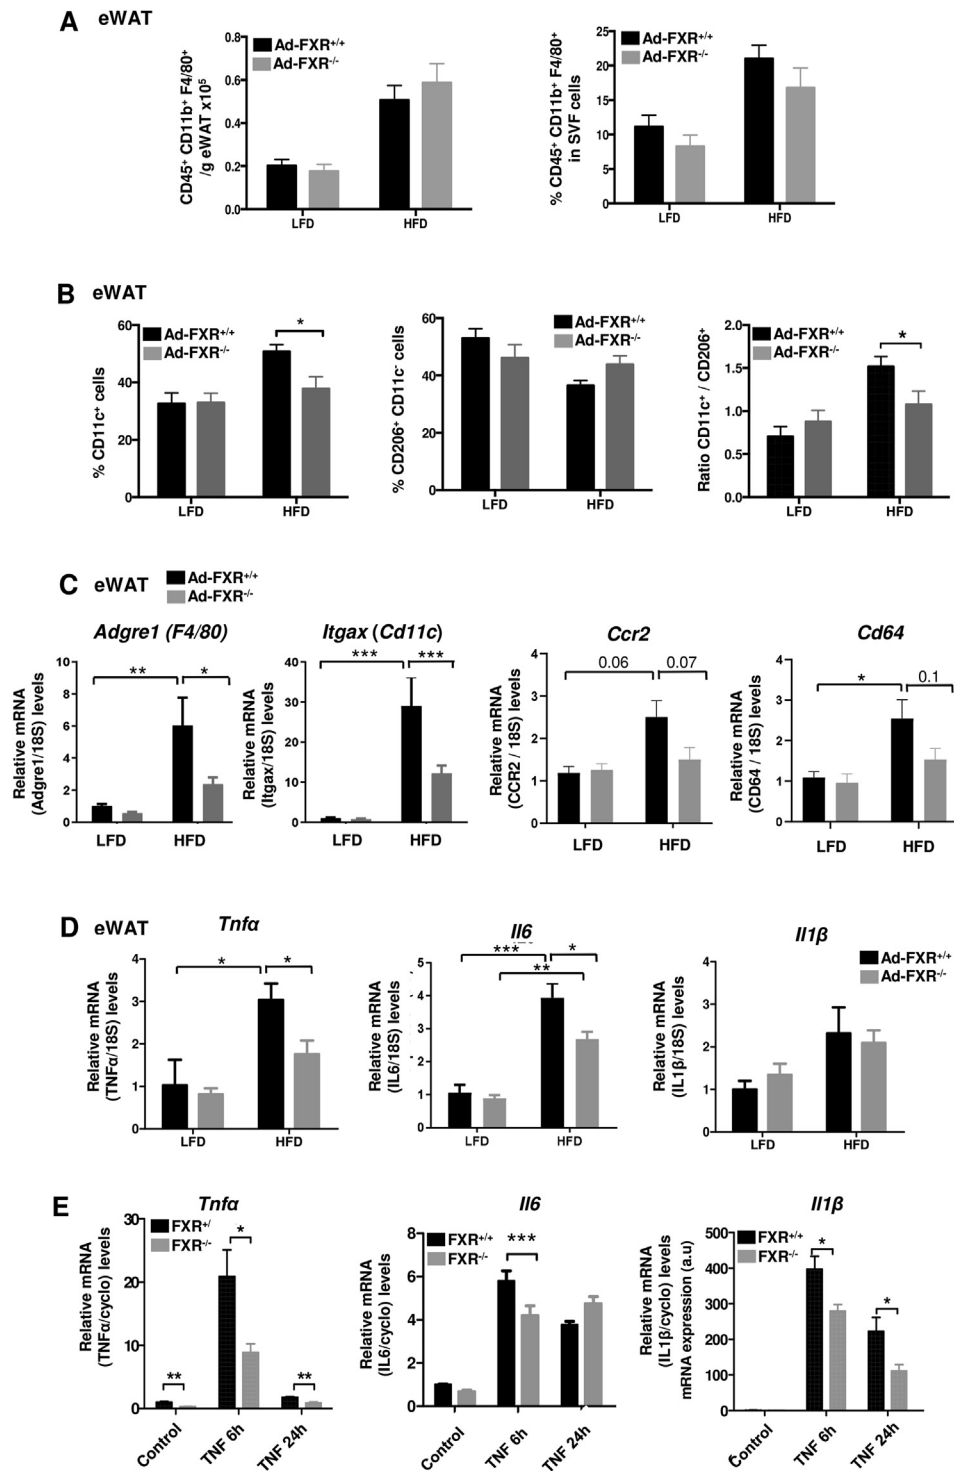 A eWAT
CD45⁺ CD11b⁺ F4/80⁺
/g eWAT x10⁵
0.8
0.6
0.4
0.2
0.0
Ad-FXR⁺/⁺
Ad-FXR⁻/⁻
LFD
HFD
% CD45⁺ CD11b⁺ F4/80⁺
in SVF cells
25
20
15
10
5
0
Ad-FXR⁺/⁺
Ad-FXR⁻/⁻
LFD
HFD
B eWAT
% CD11c⁺ cells
60
40
20
0
Ad-FXR⁺/⁺
Ad-FXR⁻/⁻
*
LFD
HFD
% CD206⁺ CD11c⁻ cells
60
40
20
0
Ad-FXR⁺/⁺
Ad-FXR⁻/⁻
LFD
HFD
Ratio CD11c⁺ / CD206⁺
2.0
1.5
1.0
0.5
0.0
Ad-FXR⁺/⁺
Ad-FXR⁻/⁻
*
LFD
HFD
C eWAT
Ad-FXR⁺/⁺
Ad-FXR⁻/⁻
Adgre1 (F4/80)
Relative mRNA
(Adgre1/18S) levels
10
8
6
4
2
0
**
*
LFD
HFD
Itgax (Cd11c)
Relative mRNA
(Itgax/18S) levels
40
30
20
10
0
***
***
LFD
HFD
Ccr2
Relative mRNA
(CCR2 / 18S) levels
4
3
2
1
0
0.06
0.07
LFD
HFD
Cd64
Relative mRNA
(CD64 / 18S) levels
4
3
2
1
0
*
0.1
LFD
HFD
D eWAT
Tnfα
Relative mRNA
(TNFα/18S) levels
4
3
2
1
0
*
*
LFD
HFD
Il6
Relative mRNA
(IL6/18S) levels
5
4
3
2
1
0
***
*
**
LFD
HFD
Il1β
Relative mRNA
(IL1β/18S) levels
4
3
2
1
0
Ad-FXR⁺/⁺
Ad-FXR⁻/⁻
LFD
HFD
E
Tnfα
Relative mRNA
(TNFα/cyclo) levels
30
20
10
0
FXR⁺/
FXR⁻/⁻
**
*
**
Control
TNF 6h
TNF 24h
Il6
Relative mRNA
(IL6/cyclo) levels
8
6
4
2
0
FXR⁺/⁺
FXR⁻/⁻
***
Control
TNF 6h
TNF 24h
Il1β
Relative mRNA
(IL1β/cyclo) levels
mRNA expression (a.u)
500
400
300
200
100
0
FXR⁺/⁺
FXR⁻/⁻
*
*
Control
TNF 6h
TNF 24h